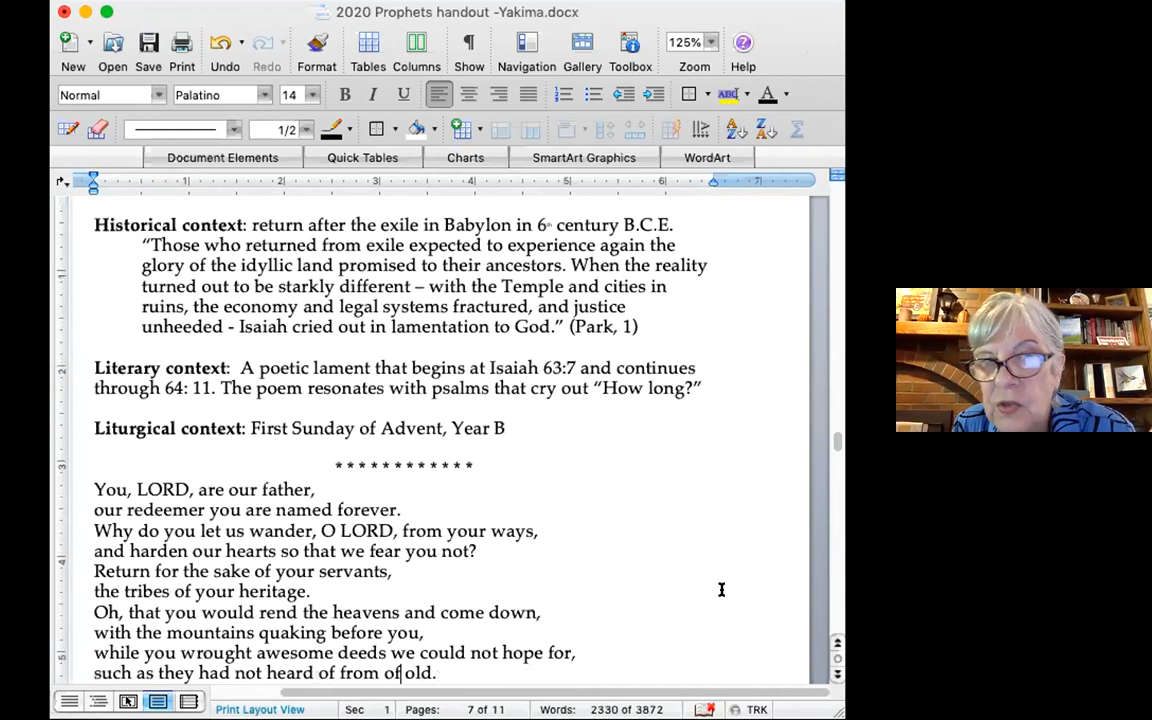 2020 Prophets handout -Yakima.docx
New Open Save Print Undo Redo Format Tables Columns Show Navigation Gallery Toolbox Zoom Help
125%
Normal Palatino 14 B I U ABC A
1/2
Document Elements Quick Tables Charts SmartArt Graphics WordArt
1 2 3 4 5 6 7
Historical context: return after the exile in Babylon in 6th century B.C.E.
“Those who returned from exile expected to experience again the
glory of the idyllic land promised to their ancestors. When the reality
turned out to be starkly different – with the Temple and cities in
ruins, the economy and legal systems fractured, and justice
unheeded - Isaiah cried out in lamentation to God.” (Park, 1)
Literary context: A poetic lament that begins at Isaiah 63:7 and continues
through 64: 11. The poem resonates with psalms that cry out “How long?”
Liturgical context: First Sunday of Advent, Year B
* * * * * * * * * * * *
You, LORD, are our father,
our redeemer you are named forever.
Why do you let us wander, O LORD, from your ways,
and harden our hearts so that we fear you not?
Return for the sake of your servants,
the tribes of your heritage.
Oh, that you would rend the heavens and come down,
with the mountains quaking before you,
while you wrought awesome deeds we could not hope for,
such as they had not heard of from of old.
Print Layout View Sec 1 Pages: 7 of 11 Words: 2330 of 3872 TRK